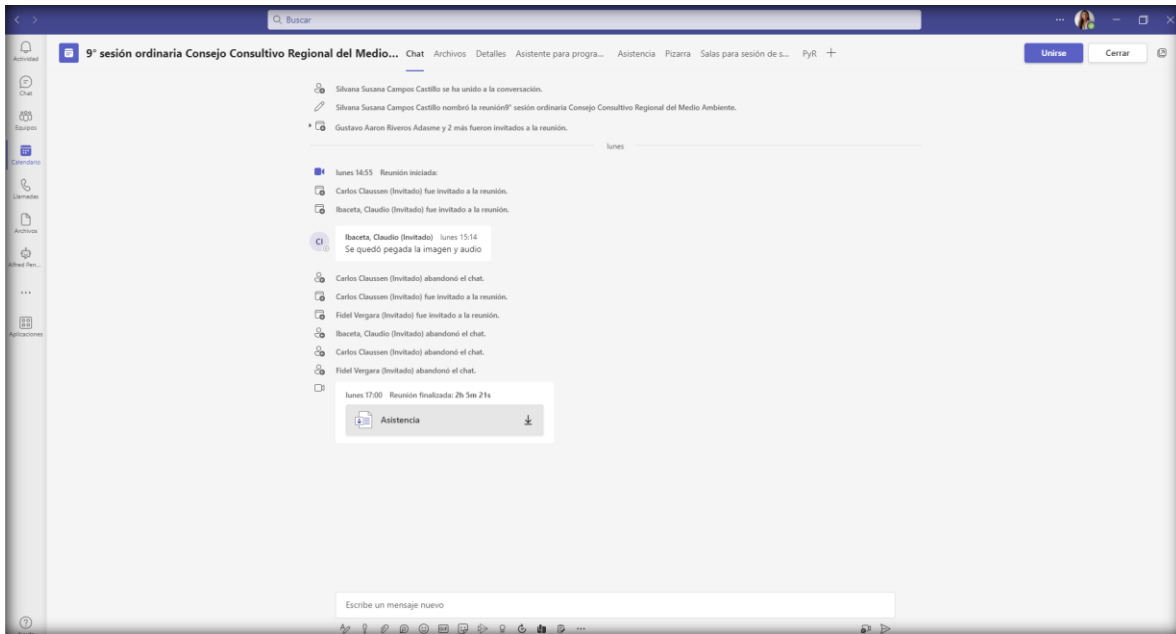 Buscar
Actividad
Chat
Equipos
Calendario
Llamadas
Archivos
Alfred Pen...
Aplicaciones
9° sesión ordinaria Consejo Consultivo Regional del Medio... Chat Archivos Detalles Asistente para progra... Asistencia Pizarra Salas para sesión de s... PyR
Unirse Cerrar
Silvana Susana Campos Castillo se ha unido a la conversación.
Silvana Susana Campos Castillo nombró la reunión9° sesión ordinaria Consejo Consultivo Regional del Medio Ambiente.
Gustavo Aaron Riveros Adasme y 2 más fueron invitados a la reunión.
lunes
lunes 14:55 Reunión iniciada:
Carlos Claussen (Invitado) fue invitado a la reunión.
Ibaceta, Claudio (Invitado) fue invitado a la reunión.
CI
Ibaceta, Claudio (Invitado) lunes 15:14
Se quedó pegada la imagen y audio
Carlos Claussen (Invitado) abandonó el chat.
Carlos Claussen (Invitado) fue invitado a la reunión.
Fidel Vergara (Invitado) fue invitado a la reunión.
Ibaceta, Claudio (Invitado) abandonó el chat.
Carlos Claussen (Invitado) abandonó el chat.
Fidel Vergara (Invitado) abandonó el chat.
lunes 17:00 Reunión finalizada: 2h 5m 21s
Asistencia
Escribe un mensaje nuevo